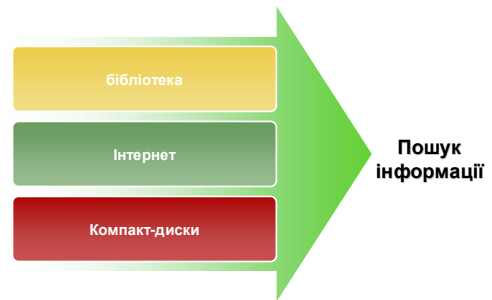 бібліотека
Інтернет
Компакт-диски
Пошук
інформації